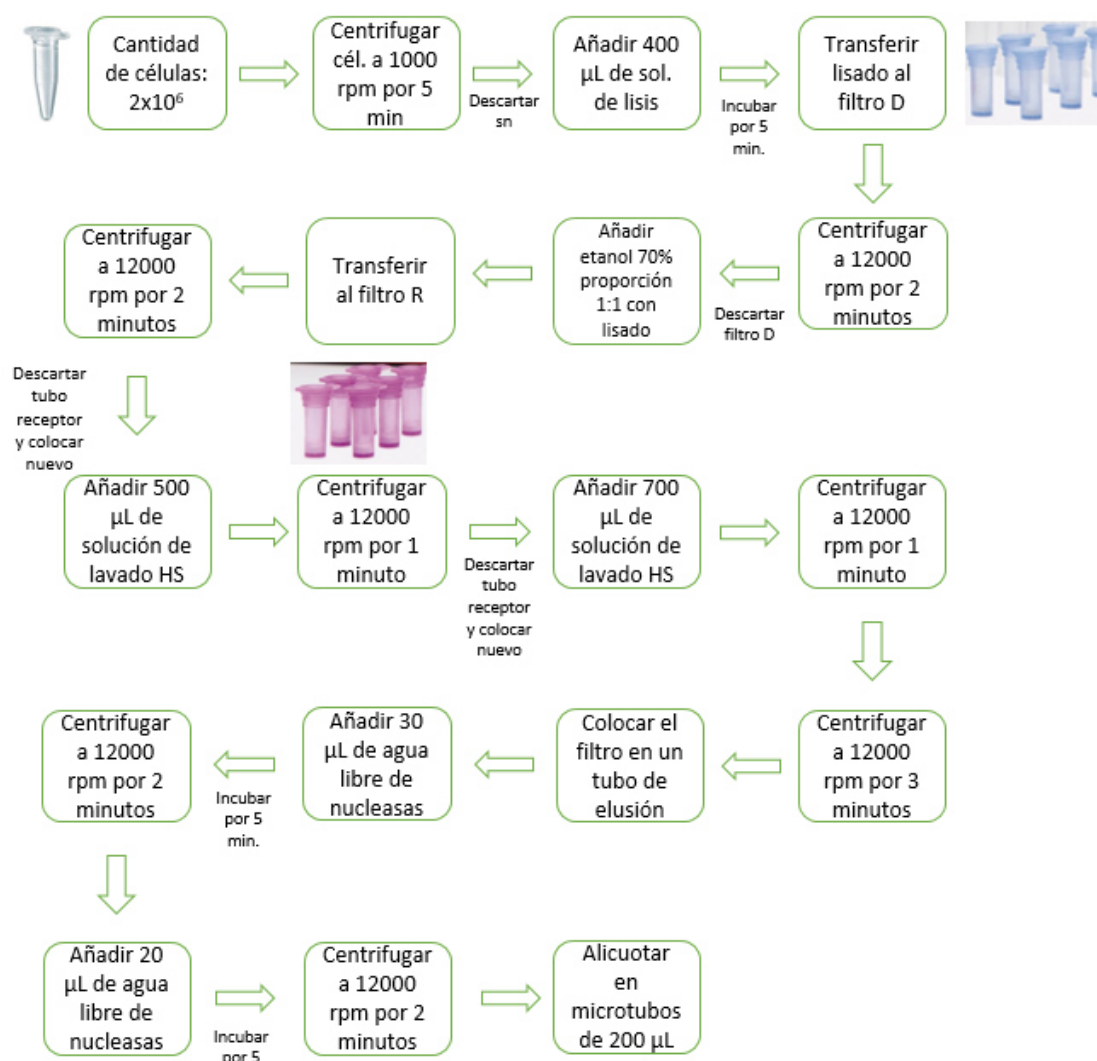 Cantidad
de células:
2x10⁶
Centrifugar
cél. a 1000
rpm por 5
min
Descartar
sn
Añadir 400
µL de sol.
de lisis
Incubar
por 5
min.
Transferir
lisado al
filtro D
Centrifugar
a 12000
rpm por 2
minutos
Descartar
filtro D
Añadir
etanol 70%
proporción
1:1 con
lisado
Transferir
al filtro R
Centrifugar
a 12000
rpm por 2
minutos
Descartar
tubo
receptor
y colocar
nuevo
Añadir 500
µL de
solución de
lavado HS
Centrifugar
a 12000
rpm por 1
minuto
Descartar
tubo
receptor
y colocar
nuevo
Añadir 700
µL de
solución de
lavado HS
Centrifugar
a 12000
rpm por 1
minuto
Centrifugar
a 12000
rpm por 3
minutos
Colocar el
filtro en un
tubo de
elusión
Añadir 30
µL de agua
libre de
nucleasas
Incubar
por 5
min.
Centrifugar
a 12000
rpm por 2
minutos
Añadir 20
µL de agua
libre de
nucleasas
Incubar
por 5
Centrifugar
a 12000
rpm por 2
minutos
Alicuotar
en
microtubos
de 200 µL